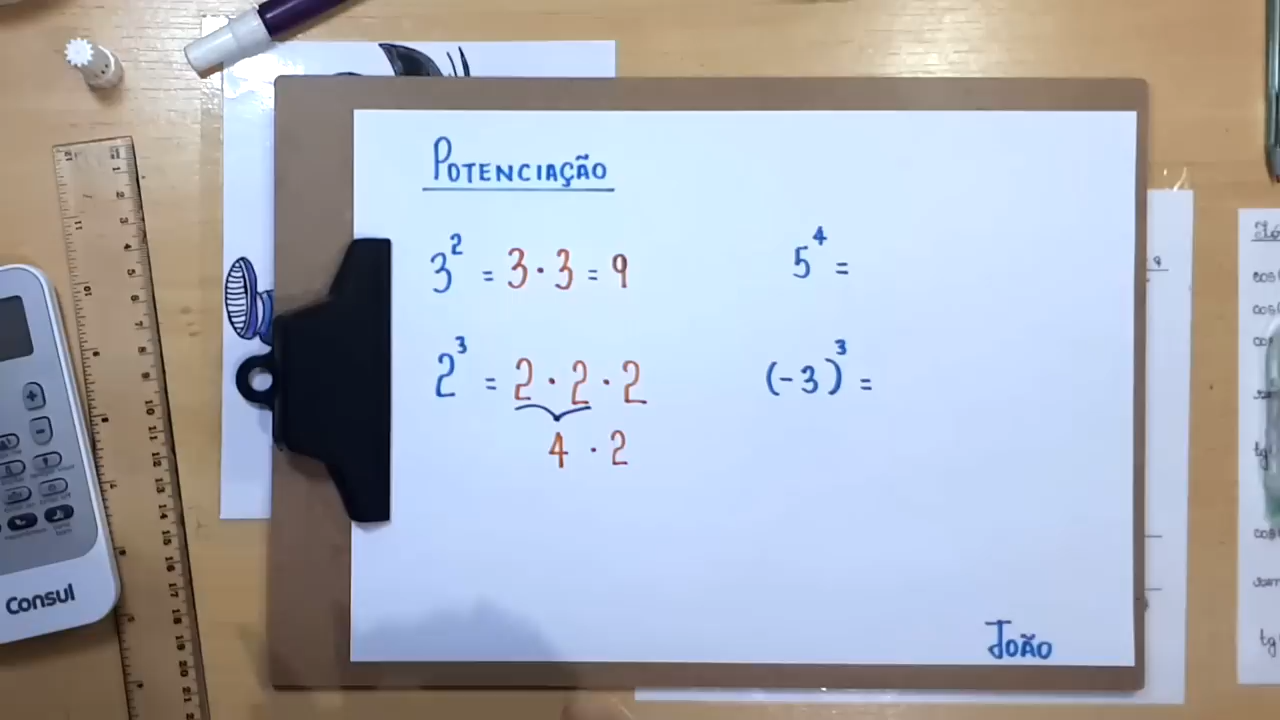 POTENCIAÇÃO
3² = 3 · 3 = 9
2³ = 2 · 2 · 2
4 · 2
5⁴ =
(-3)³ =
JOÃO
Consul